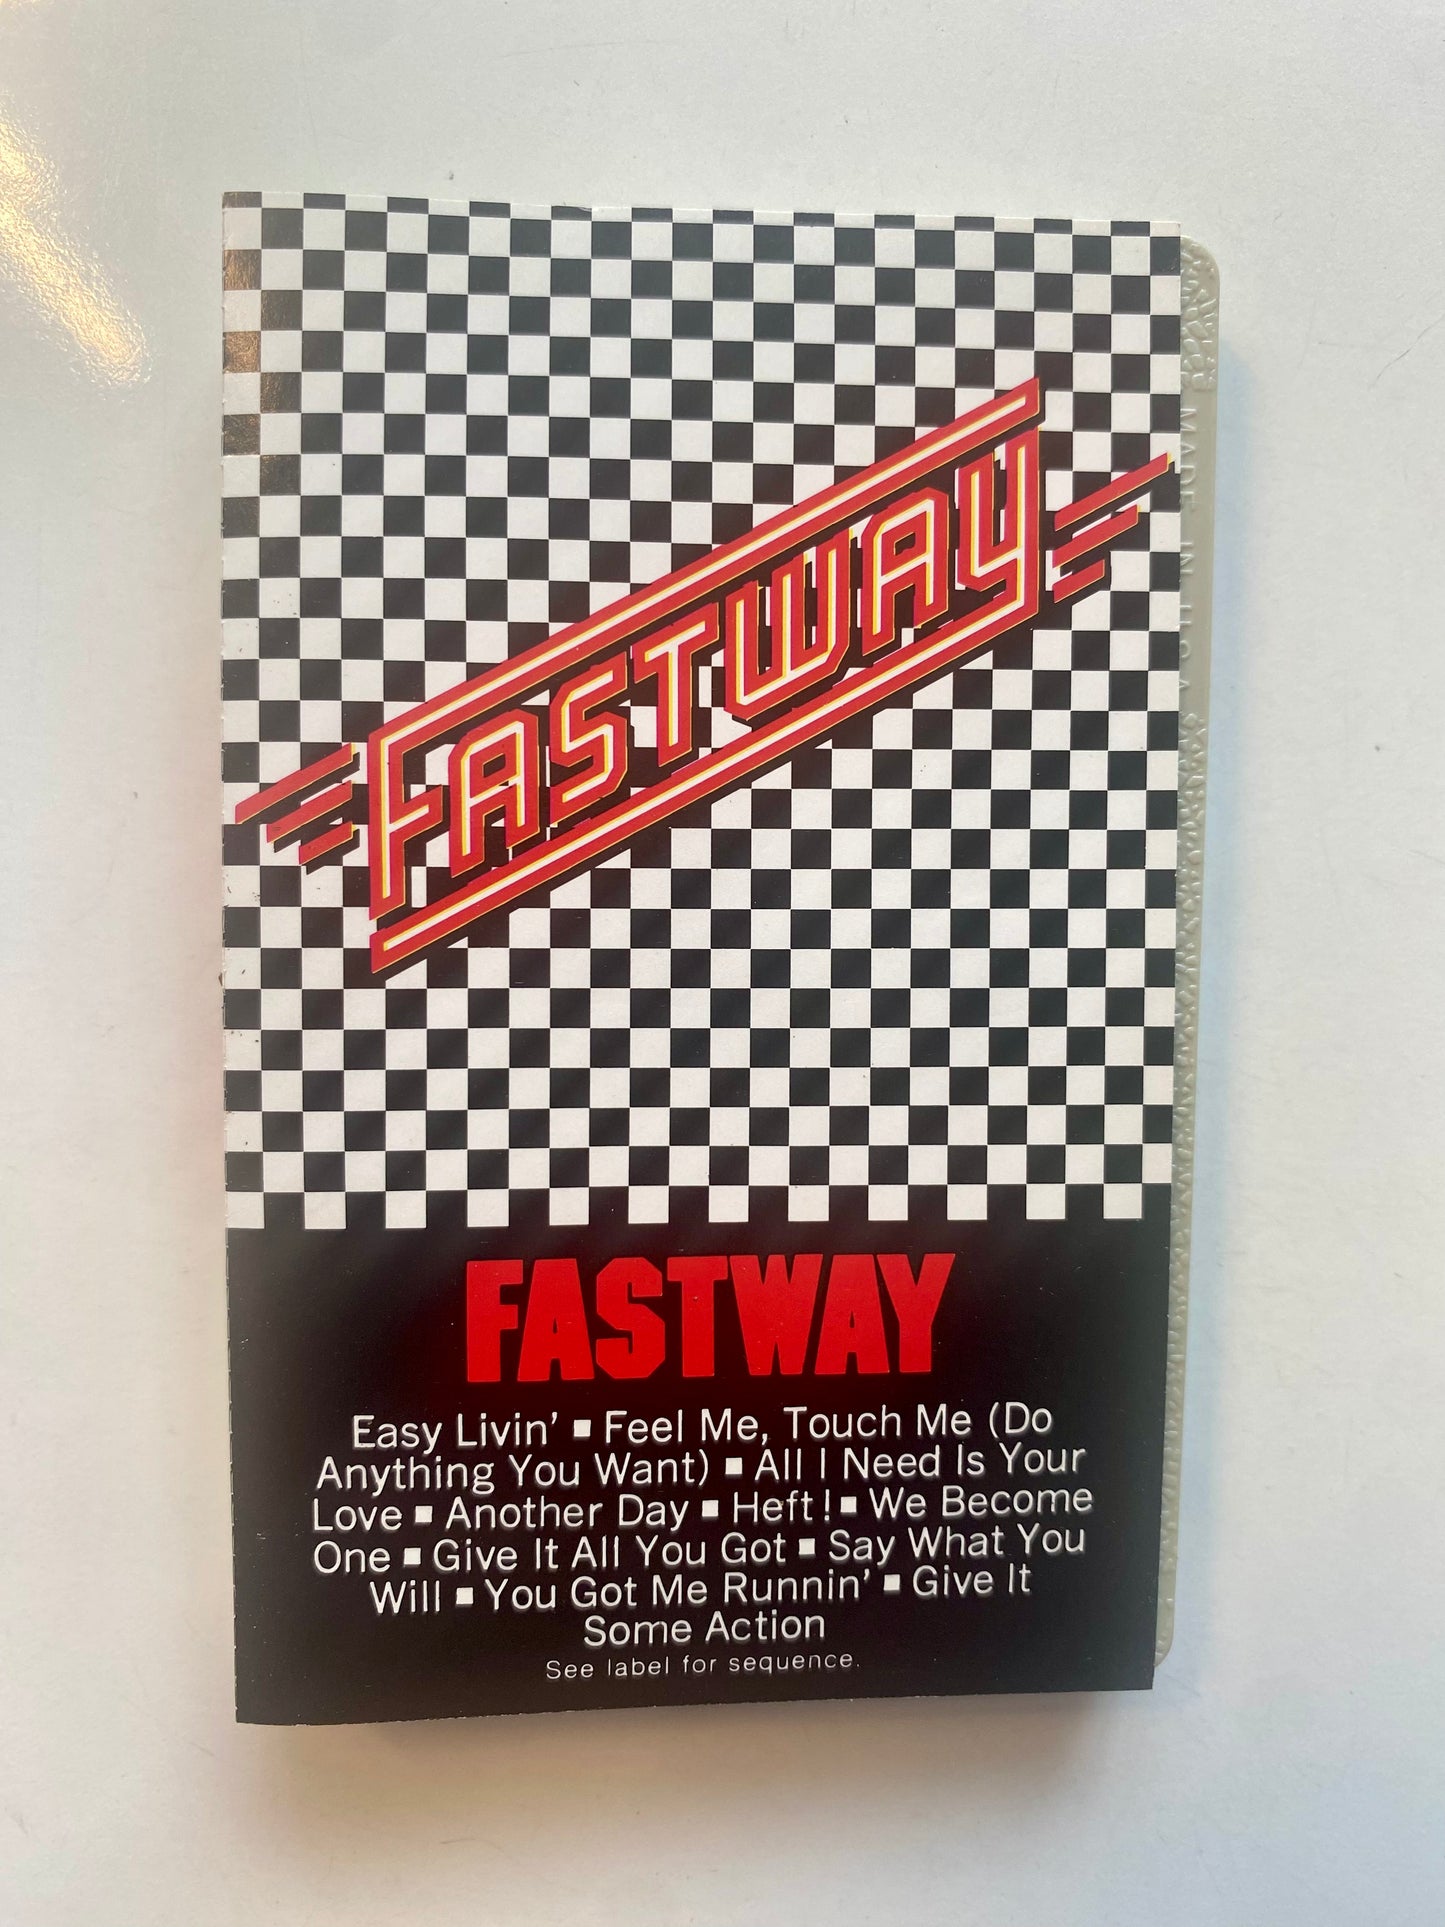 FASTWAY
MADE IN U.S.A.
FASTWAY
Easy Livin' ■ Feel Me, Touch Me (Do
Anything You Want) ■ All I Need Is Your
Love ■ Another Day ■ Heft! ■ We Become
One ■ Give It All You Got ■ Say What You
Will ■ You Got Me Runnin' ■ Give It
Some Action
See label for sequence.